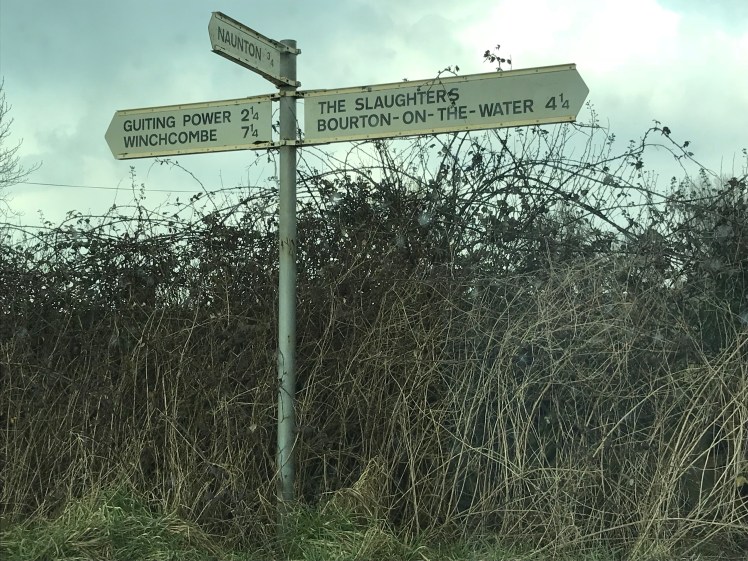 NAUNTON ¾
GUITING POWER 2¼
WINCHCOMBE 7¼
THE SLAUGHTERS
BOURTON-ON-THE-WATER 4¼